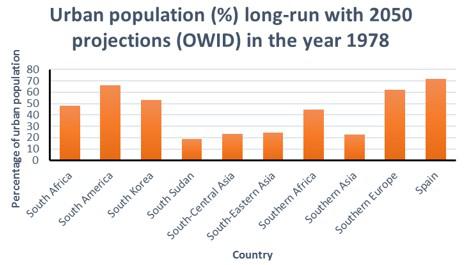 Urban population (%) long-run with 2050
projections (OWID) in the year 1978
Percentage of urban population
80
70
60
50
40
30
20
10
0
South Africa
South America
South Korea
South Sudan
South-Central Asia
South-Eastern Asia
Southern Africa
Southern Asia
Southern Europe
Spain
Country